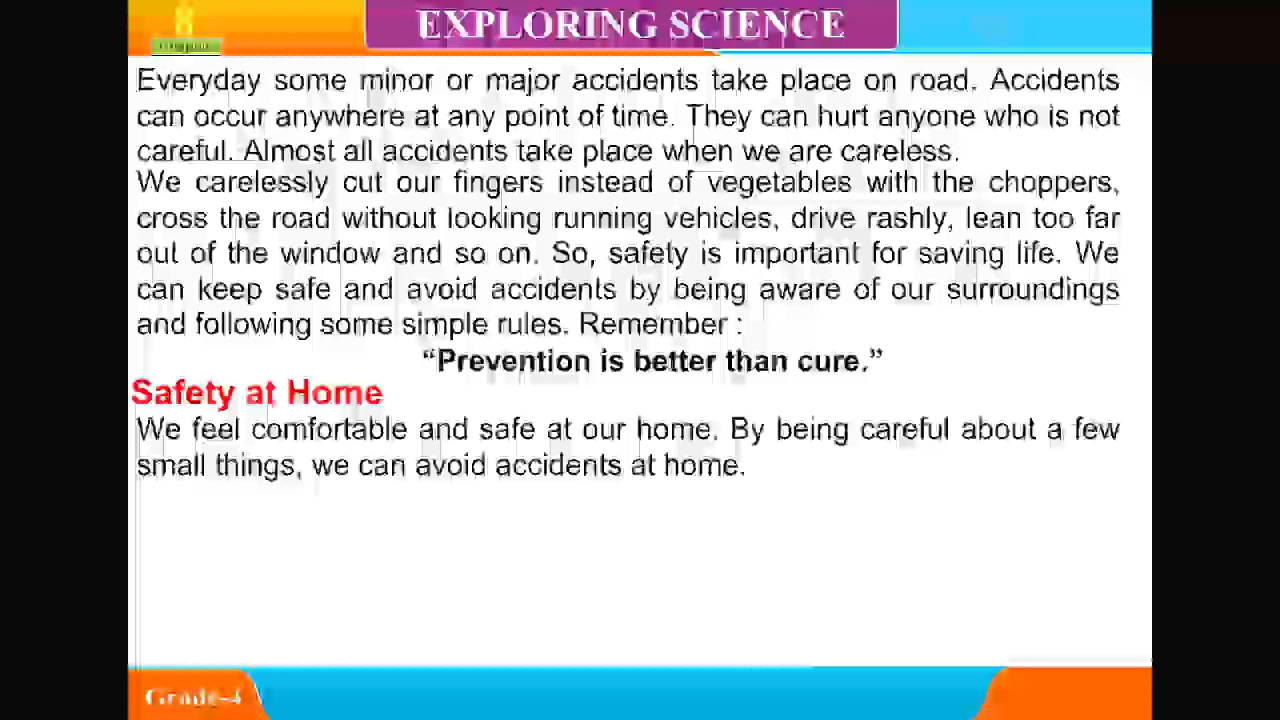 8
EXPLORING SCIENCE
Everyday some minor or major accidents take place on road. Accidents
can occur anywhere at any point of time. They can hurt anyone who is not
careful. Almost all accidents take place when we are careless.
We carelessly cut our fingers instead of vegetables with the choppers,
cross the road without looking running vehicles, drive rashly, lean too far
out of the window and so on. So, safety is important for saving life. We
can keep safe and avoid accidents by being aware of our surroundings
and following some simple rules. Remember :
“Prevention is better than cure.”
Safety at Home
We feel comfortable and safe at our home. By being careful about a few
small things, we can avoid accidents at home.
Grade-4